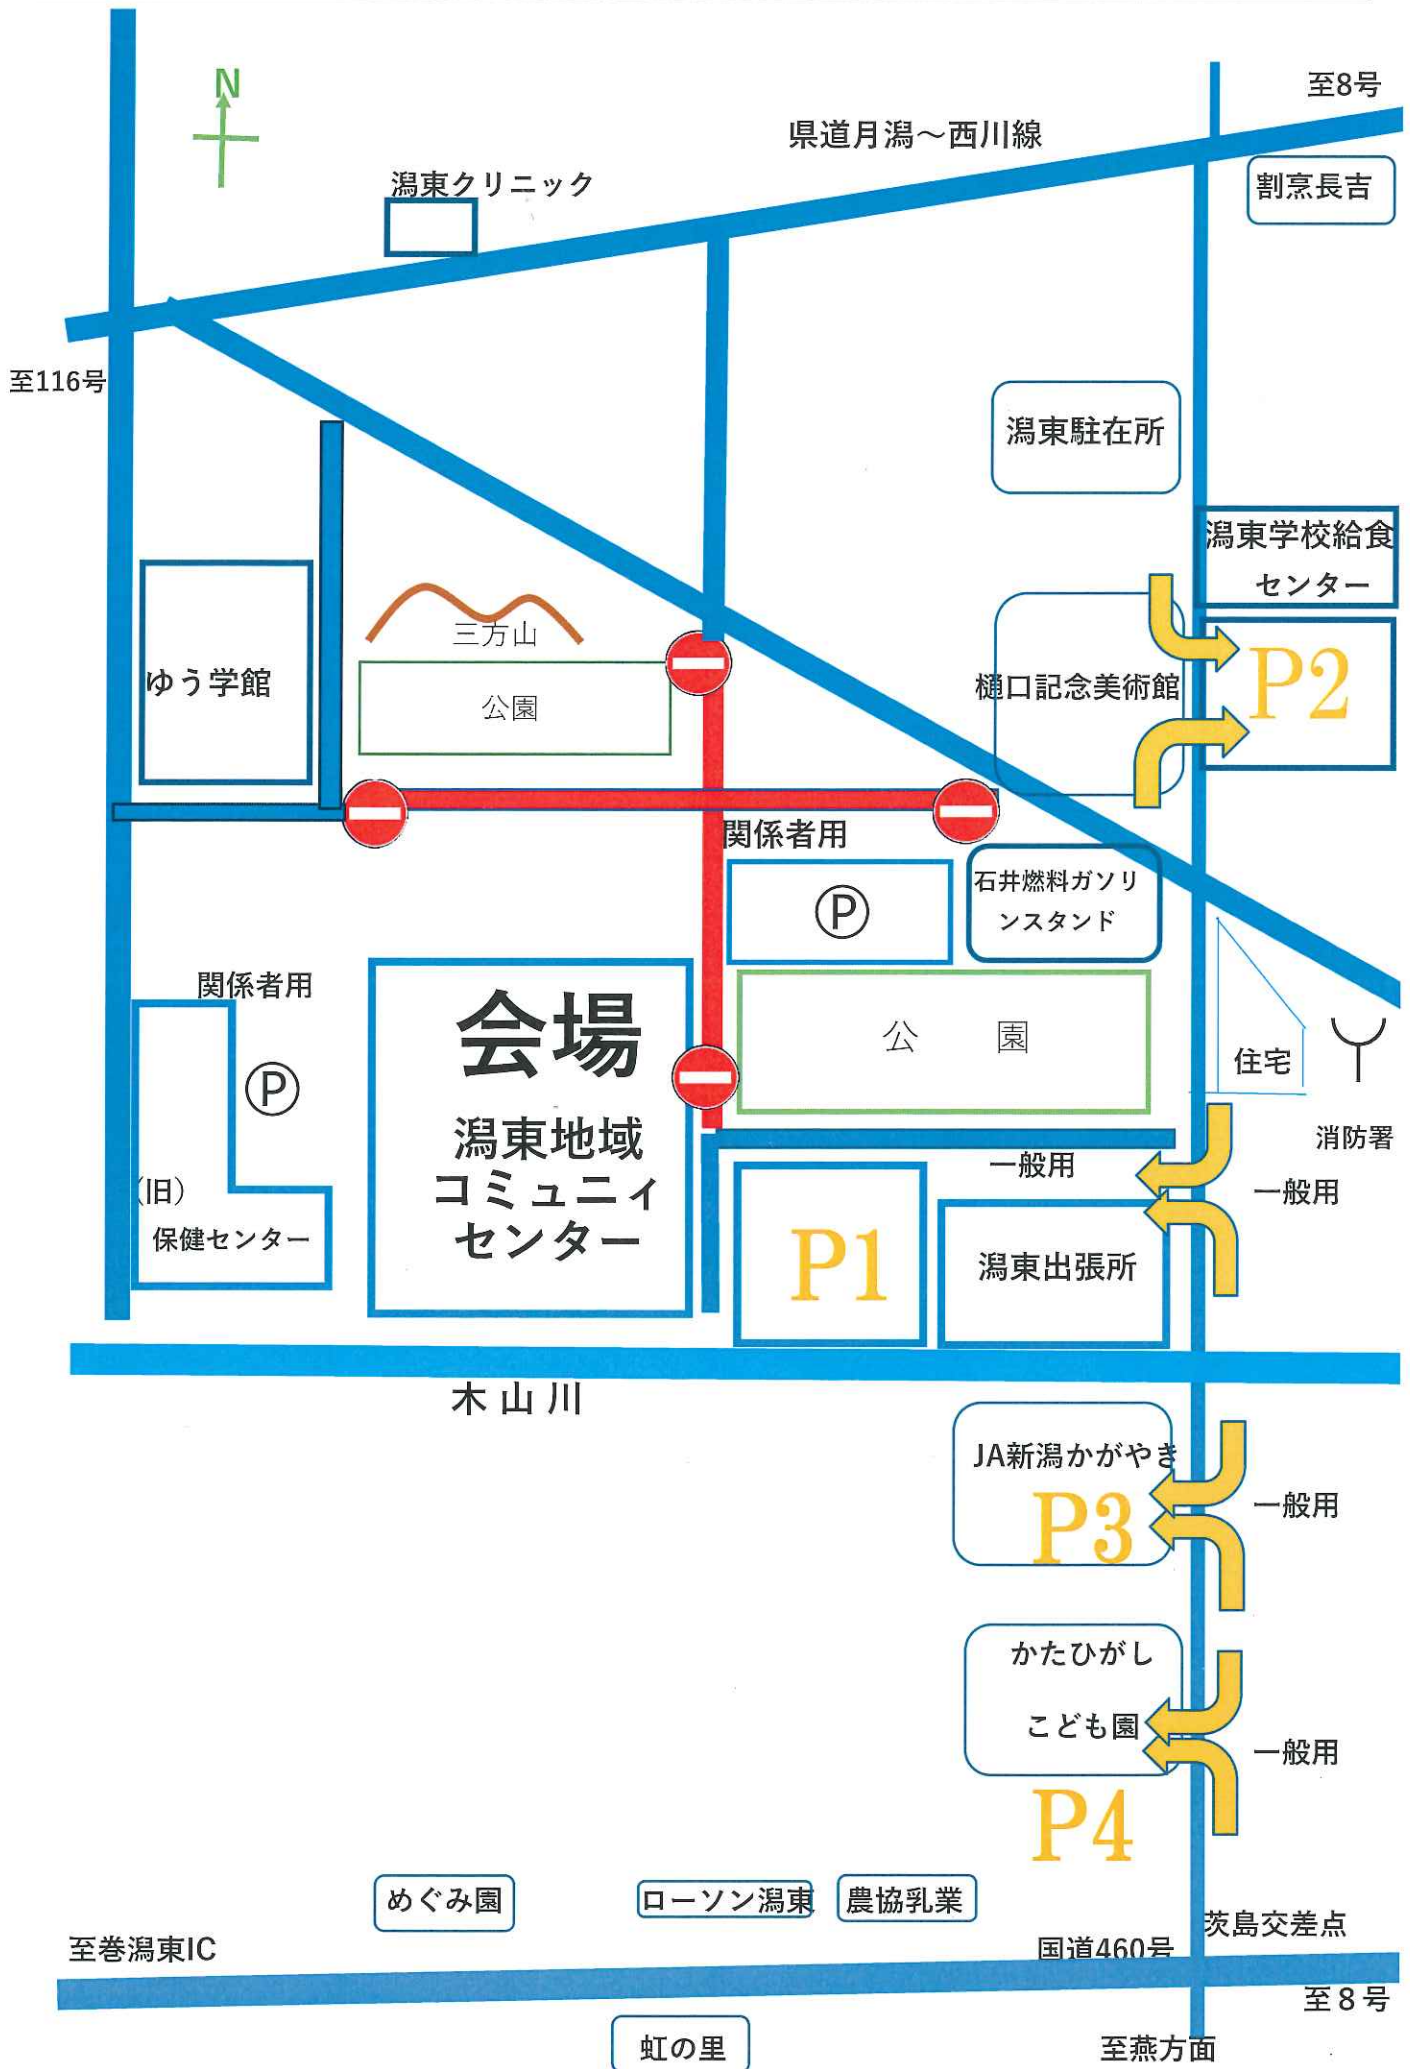 N
至8号
県道月潟～西川線
潟東クリニック
割烹長吉
至116号
潟東駐在所
潟東学校給食
センター
三方山
公園
ゆう学館
樋口記念美術館
P2
関係者用
P
石井燃料ガソリ
ンスタンド
関係者用
P
会場
潟東地域
コミュニィ
センター
公 園
住宅
消防署
一般用
一般用
(旧)
保健センター
P1
潟東出張所
木山川
JA新潟かがやき
P3
一般用
かたひがし
こども園
一般用
P4
めぐみ園
ローソン潟東
農協乳業
茨島交差点
至巻潟東IC
国道460号
至８号
虹の里
至燕方面